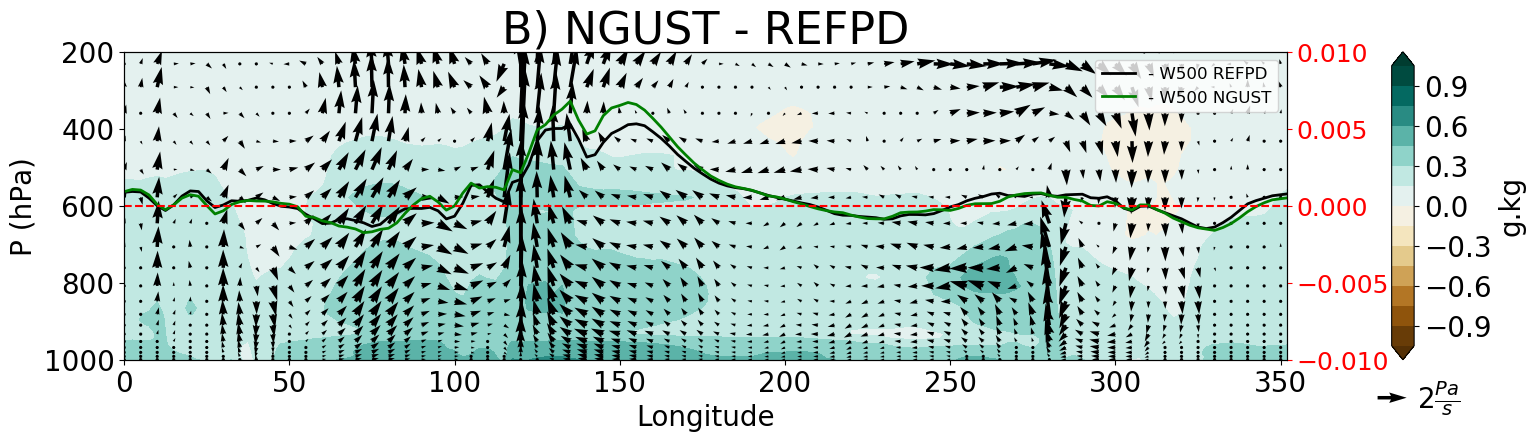 B) NGUST - REFPD
P (hPa)
200
400
600
800
1000
0 50 100 150 200 250 300 350
Longitude
0.010
0.005
0.000
−0.005
−0.010
- W500 REFPD
- W500 NGUST
0.9
0.6
0.3
0.0
−0.3
−0.6
−0.9
g.kg
2 Pa/s